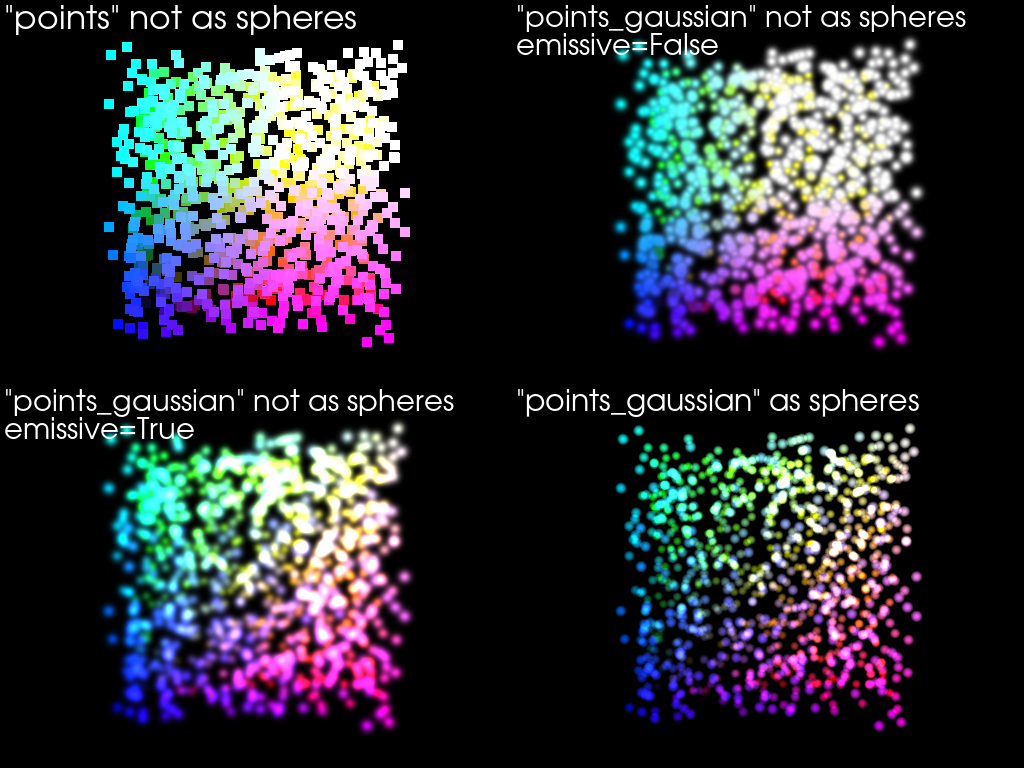 "points" not as spheres
"points_gaussian" not as spheres
emissive=False
"points_gaussian" not as spheres
emissive=True
"points_gaussian" as spheres